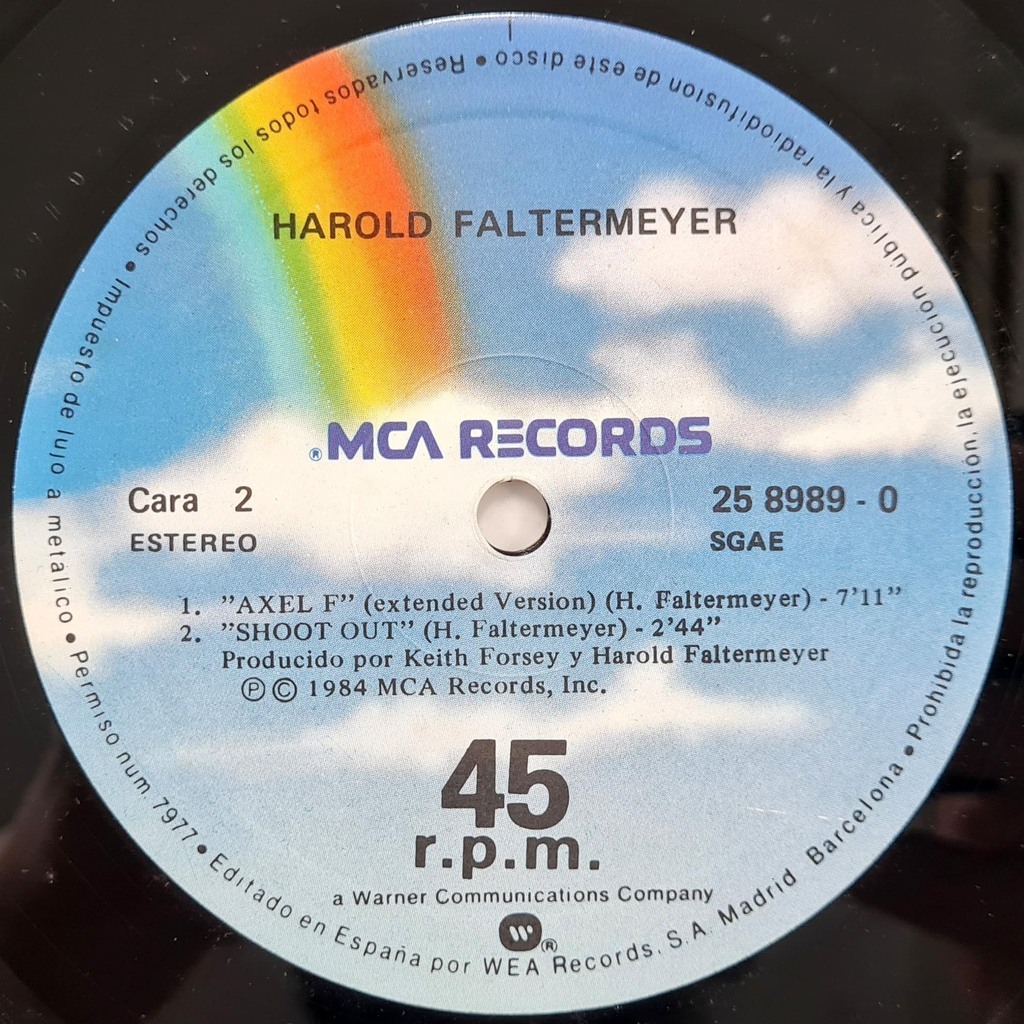 HAROLD FALTERMEYER
®MCA RECORDS
Cara 2
25 8989 - 0
ESTEREO
SGAE
1. ”AXEL F” (extended Version) (H. Faltermeyer) - 7’11”
2. ”SHOOT OUT” (H. Faltermeyer) - 2’44”
Producido por Keith Forsey y Harold Faltermeyer
Ⓟ © 1984 MCA Records, Inc.
45
r.p.m.
a Warner Communications Company
W®
Reservados todos los derechos • Impuesto de lujo a metálico • Permiso num. 7977 • Editado en España por WEA Records, S.A. Madrid Barcelona • Prohibida la reproducción, la ejecución pública y la radiodifusión de este disco •